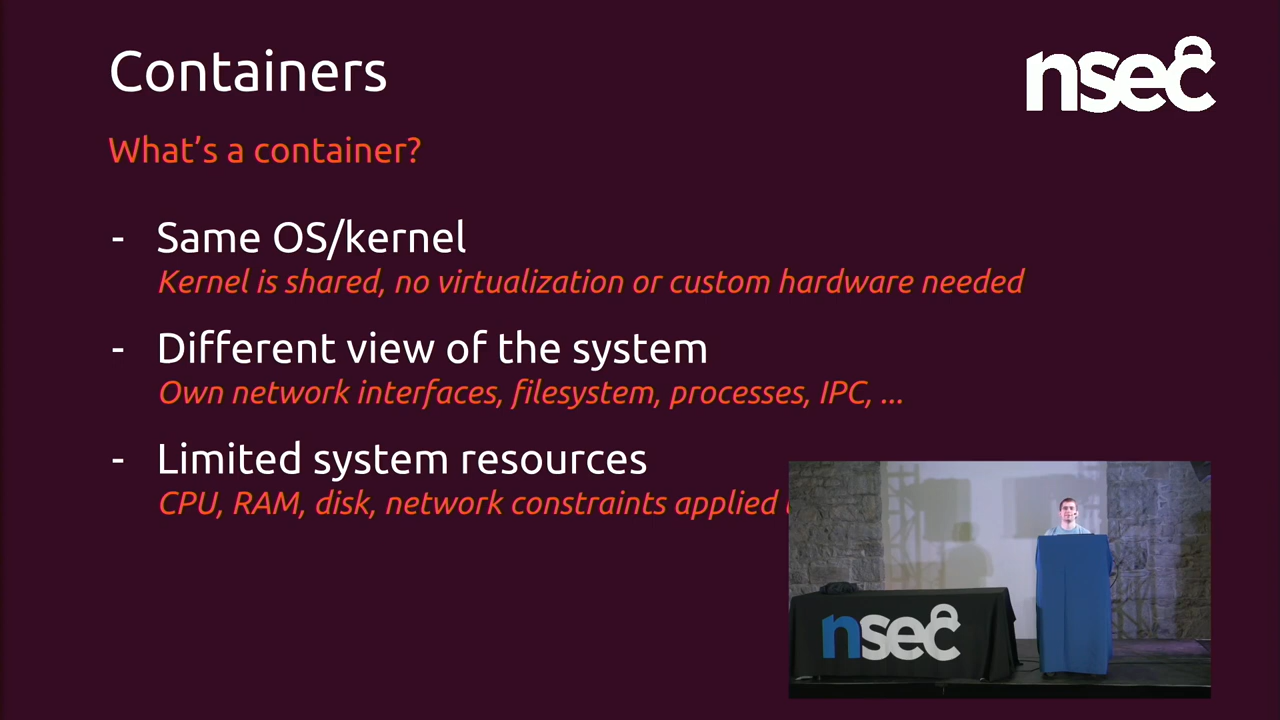 Containers
nsec
What's a container?
- Same OS/kernel
Kernel is shared, no virtualization or custom hardware needed
- Different view of the system
Own network interfaces, filesystem, processes, IPC, ...
- Limited system resources
CPU, RAM, disk, network constraints applied
nsec